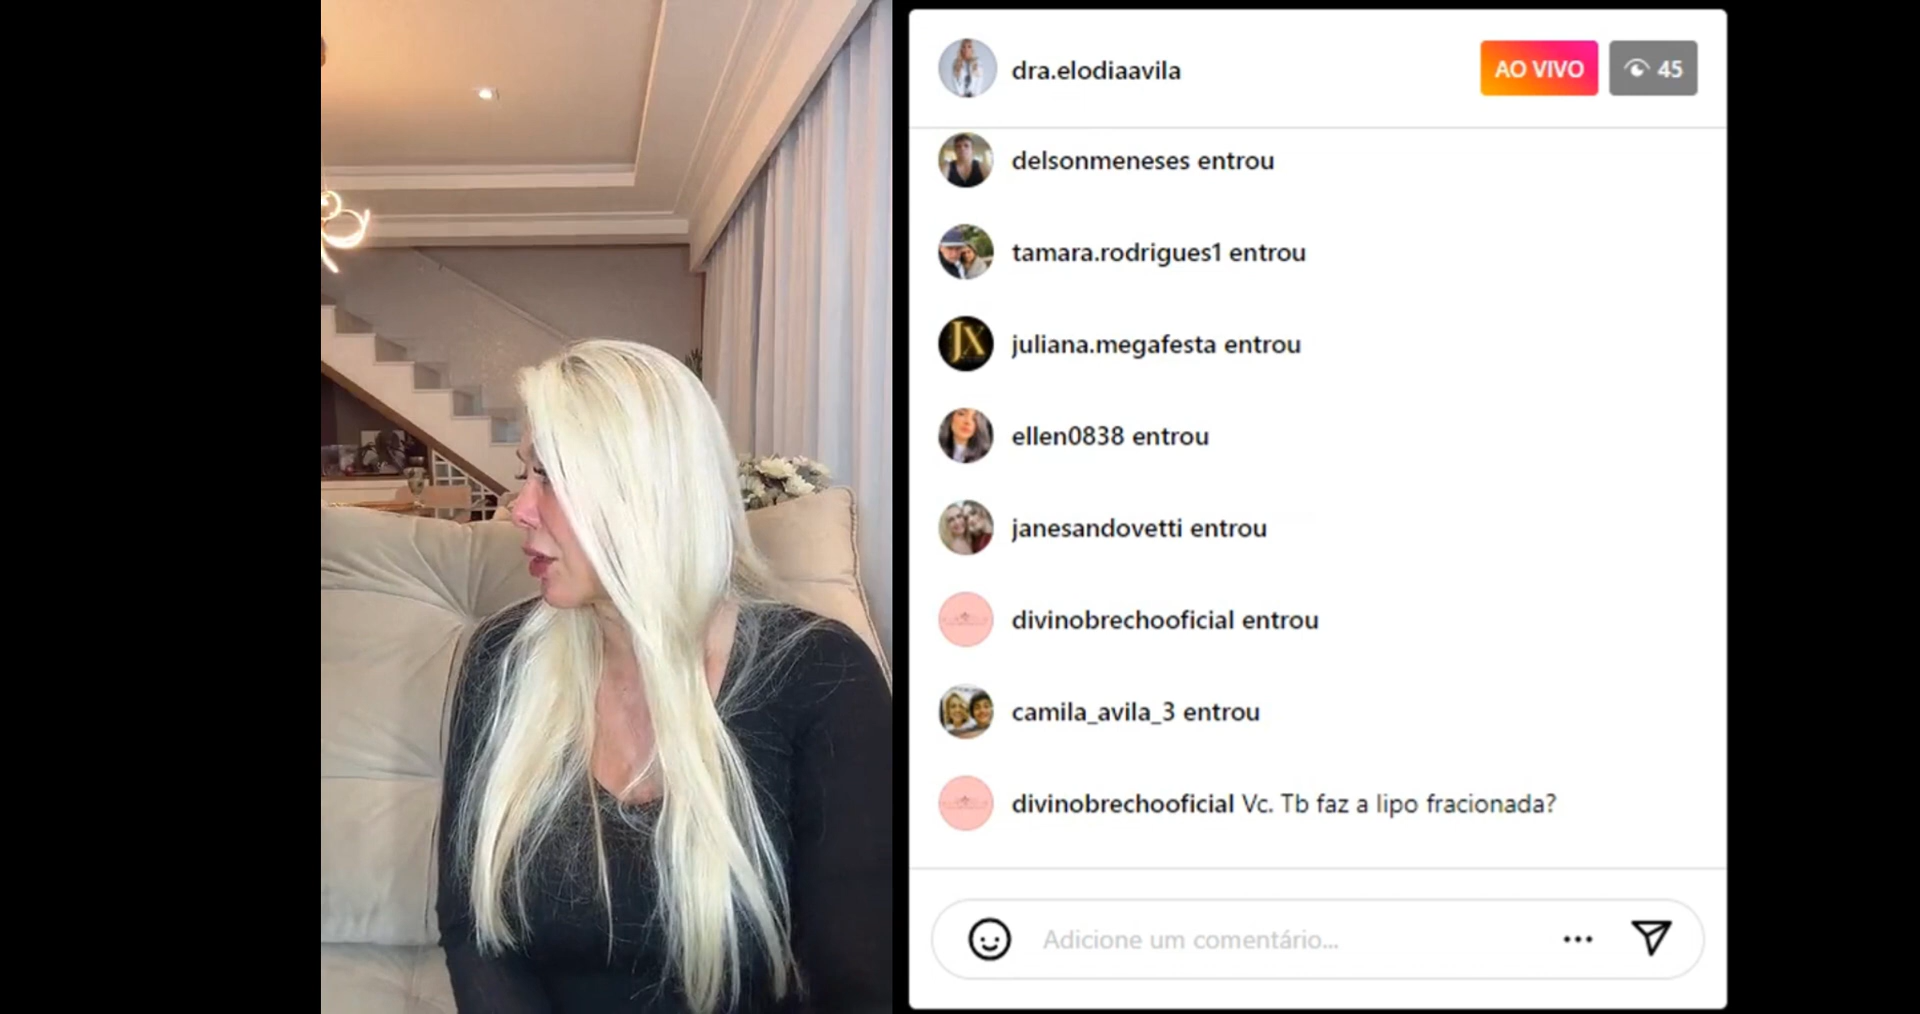 dra.elodiaavila
AO VIVO
45
delsonmeneses entrou
tamara.rodrigues1 entrou
JX
juliana.megafesta entrou
ellen0838 entrou
janesandovetti entrou
divinobrechooficial entrou
camila_avila_3 entrou
divinobrechooficial Vc. Tb faz a lipo fracionada?
Adicione um comentário...